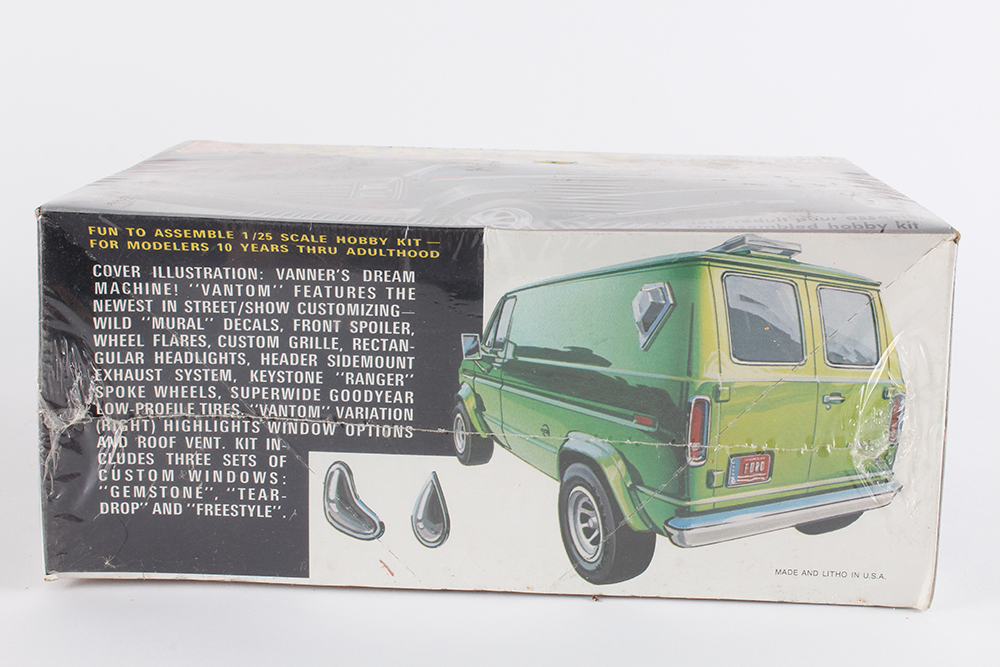 adult your
bled hobby kit
FUN TO ASSEMBLE 1/25 SCALE HOBBY KIT—
FOR MODELERS 10 YEARS THRU ADULTHOOD
COVER ILLUSTRATION: VANNER'S DREAM
MACHINE! "VANTOM" FEATURES THE
NEWEST IN STREET/SHOW CUSTOMIZING—
WILD "MURAL" DECALS, FRONT SPOILER,
WHEEL FLARES, CUSTOM GRILLE, RECTAN-
GULAR HEADLIGHTS, HEADER SIDEMOUNT
EXHAUST SYSTEM, KEYSTONE "RANGER"
SPOKE WHEELS, SUPERWIDE GOODYEAR
LOW-PROFILE TIRES. "VANTOM" VARIATION
(RIGHT) HIGHLIGHTS WINDOW OPTIONS
AND ROOF VENT. KIT IN-
CLUDES THREE SETS OF
CUSTOM WINDOWS:
"GEMSTONE", "TEAR-
DROP" AND "FREESTYLE".
FORD
MADE AND LITHO IN U.S.A.